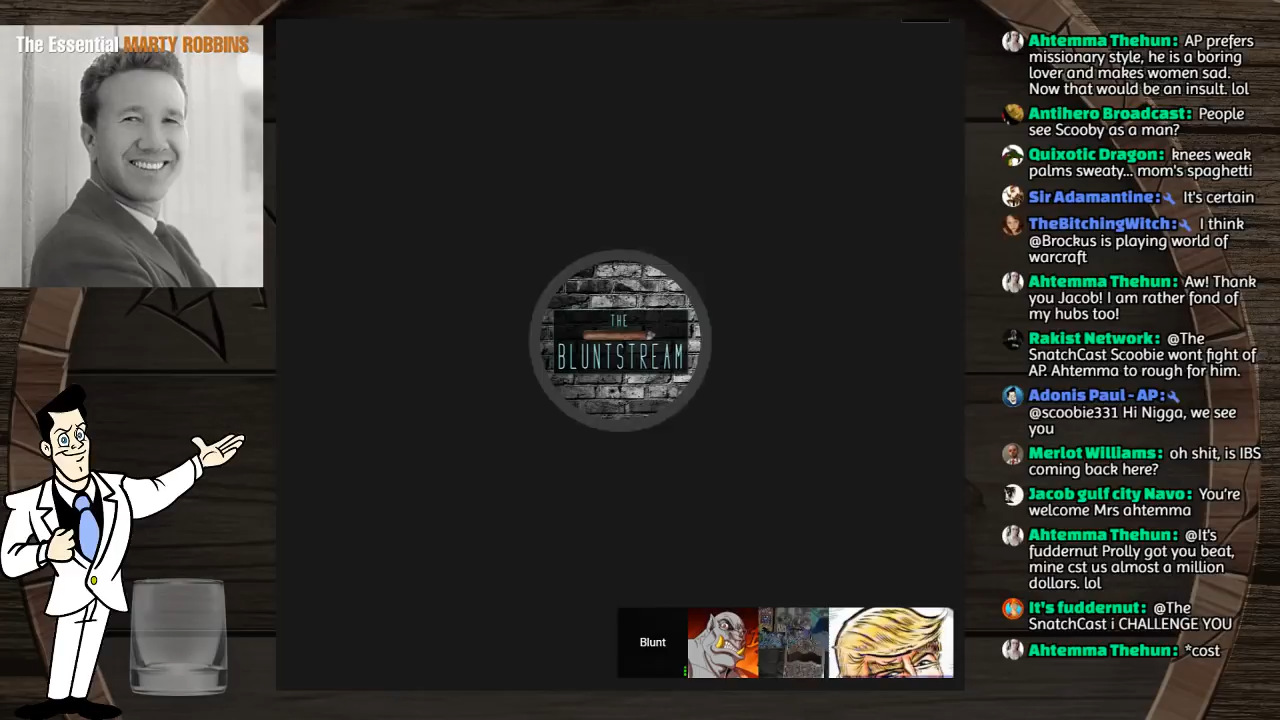 The Essential MARTY ROBBINS
THE
BLUNTSTREAM
Blunt
Ahtemma Thehun: AP prefers
missionary style, he is a boring
lover and makes women sad.
Now that would be an insult. lol
Antihero Broadcast: People
see Scooby as a man?
Quixotic Dragon: knees weak
palms sweaty... mom's spaghetti
Sir Adamantine: It's certain
TheBitchingWitch: I think
@Brockus is playing world of
warcraft
Ahtemma Thehun: Aw! Thank
you Jacob! I am rather fond of
my hubs too!
Rakist Network: @The
SnatchCast Scoobie wont fight of
AP. Ahtemma to rough for him.
Adonis Paul - AP:
@scoobie331 Hi Nigga, we see
you
Merlot Williams: oh shit, is IBS
coming back here?
Jacob gulf city Navo: You're
welcome Mrs ahtemma
Ahtemma Thehun: @It's
fuddernut Prolly got you beat,
mine cst us almost a million
dollars. lol
It's fuddernut: @The
SnatchCast i CHALLENGE YOU
Ahtemma Thehun: *cost